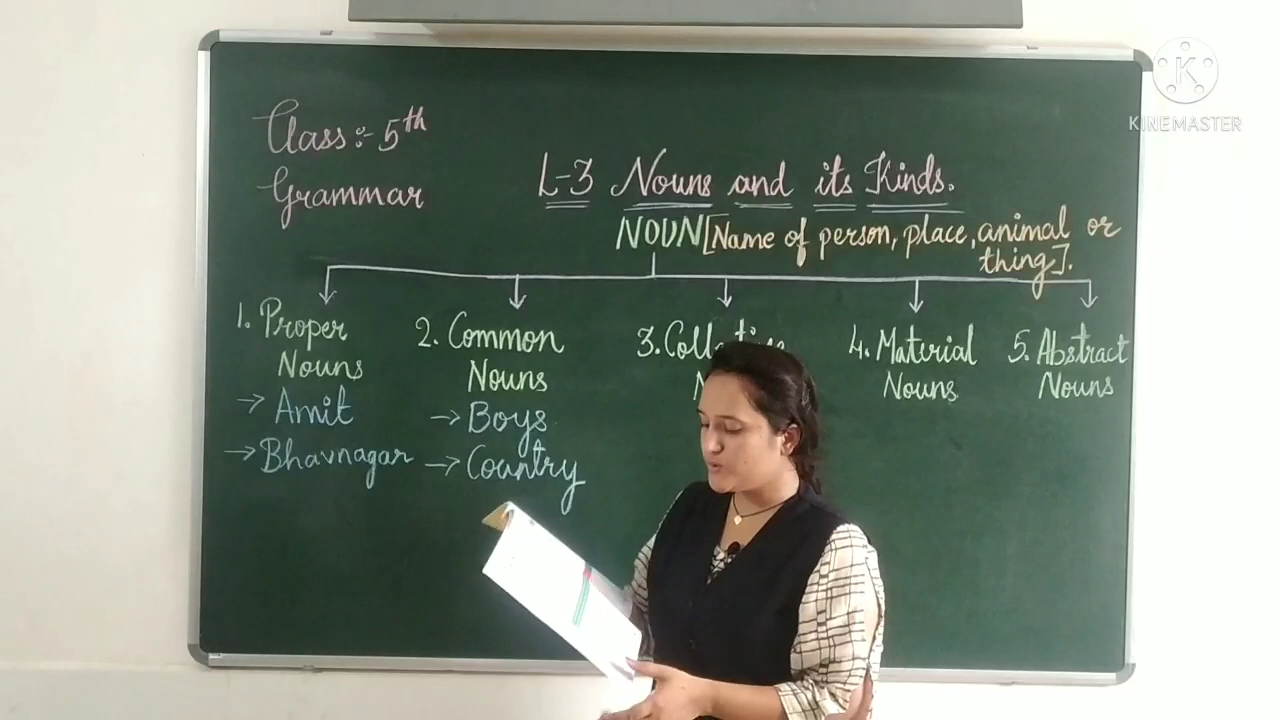 Class :- 5th
Grammar
L-3 Nouns and its Kinds.
NOUN [Name of person, place, animal or
thing].
1. Proper
Nouns
→ Amit
→ Bhavnagar
2. Common
Nouns
→ Boys
→ Country
3.
4. Material
Nouns
5. Abstract
Nouns
K
KINEMASTER